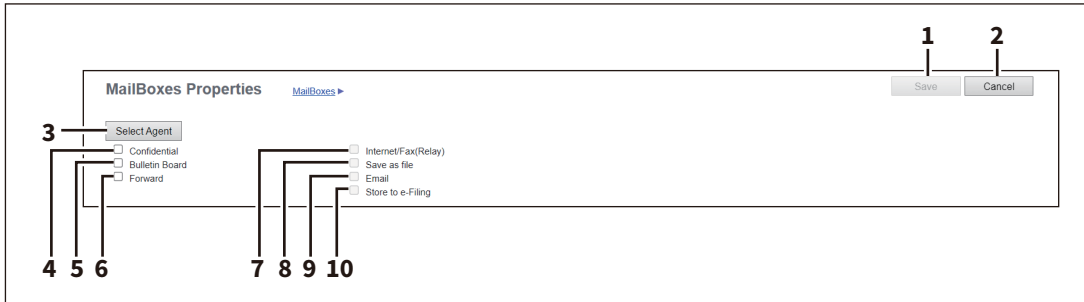 1 2
MailBoxes Properties MailBoxes ▶ Save Cancel
3 Select Agent
Confidential Internet/Fax(Relay)
Bulletin Board Save as file
Forward Email
Store to e-Filing
4 5 6 7 8 9 10